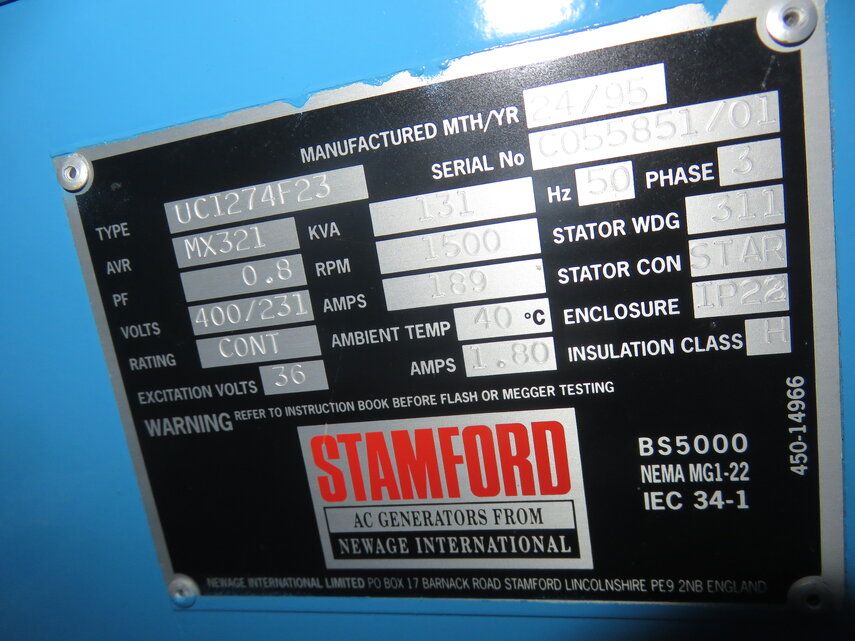 MANUFACTURED MTH/YR 24/95
SERIAL No C055851/01
TYPE UCI274F23 KVA 131 Hz 50 PHASE 3
AVR MX321 RPM 1500 STATOR WDG 311
PF 0.8 AMPS 189 STATOR CON STAR
VOLTS 400/231 AMBIENT TEMP 40 °C ENCLOSURE IP22
RATING CONT AMPS 1.80 INSULATION CLASS H
EXCITATION VOLTS 36
WARNING REFER TO INSTRUCTION BOOK BEFORE FLASH OR MEGGER TESTING
STAMFORD
AC GENERATORS FROM
NEWAGE INTERNATIONAL
BS5000
NEMA MG1-22
IEC 34-1
450-14966
NEWAGE INTERNATIONAL LIMITED PO BOX 17 BARNACK ROAD STAMFORD LINCOLNSHIRE PE9 2NB ENGLAND